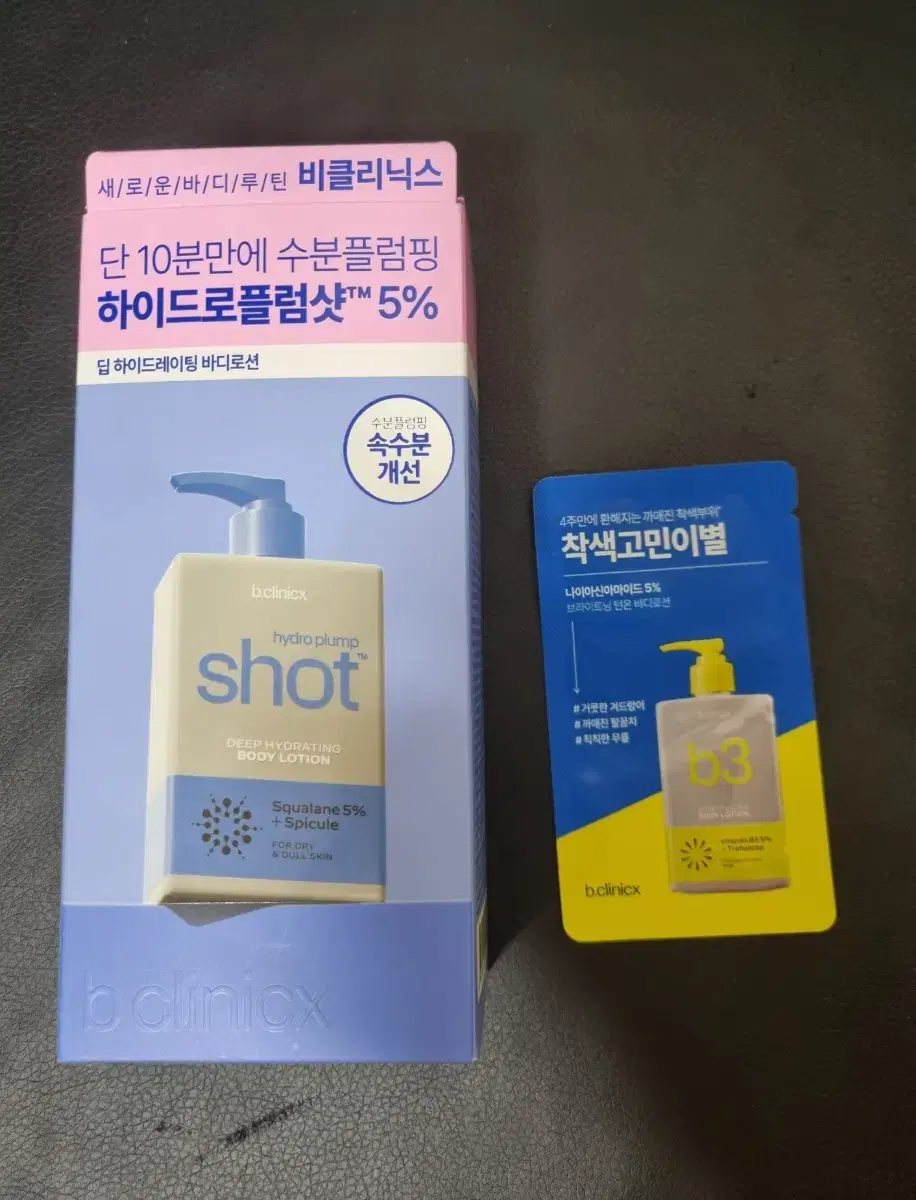 새/로/운/바/디/루/틴 비클리닉스
단 10분만에 수분플럼핑
하이드로플럼샷™ 5%
딥 하이드레이팅 바디로션
수분플럼핑
속수분
개선
b.clinicx
hydro plump
shot™
DEEP HYDRATING
BODY LOTION
Squalane 5%
+ Spicule
FOR DRY
& DULL SKIN
b.clinicx
4주만에 환해지는 까매진 착색부위*
착색고민이별
나이아신아마이드 5%
브라이트닝 턴온 바디로션
# 거뭇한 겨드랑이
# 까매진 팔꿈치
# 칙칙한 무릎
b3
BODY LOTION
vitamin B3 5%
+ Trehalose
b.clinicx